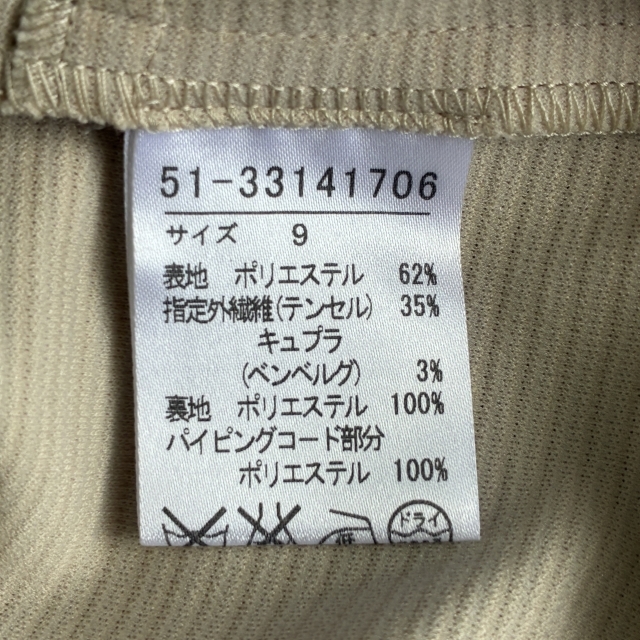 51-33141706
サイズ 9
表地 ポリエステル 62%
指定外繊維(テンセル) 35%
キュプラ
(ベンベルグ) 3%
裏地 ポリエステル 100%
パイピングコード部分
ポリエステル 100%
低 ドライ